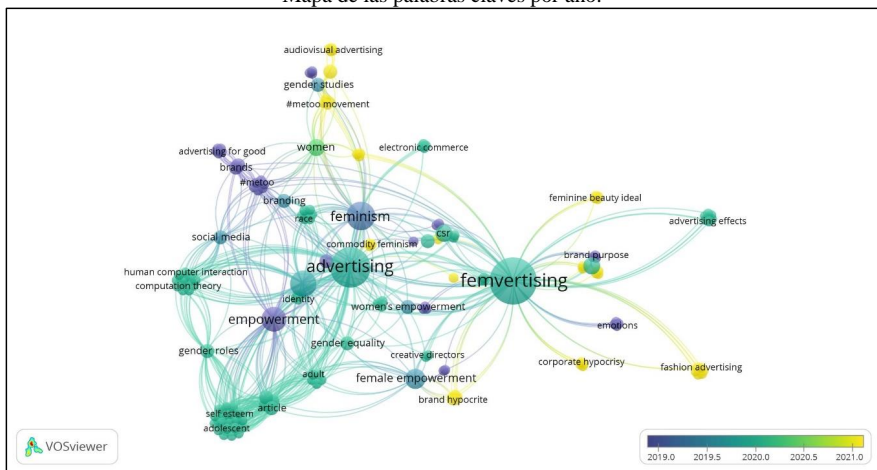 Mapa de las palabras claves por año.
audiovisual advertising
gender studies
#metoo movement
women
electronic commerce
advertising for good
brands
#metoo
branding
race
feminism
feminine beauty ideal
advertising effects
social media
commodity feminism
csr
brand purpose
advertising
femvertising
human computer interaction
computation theory
identity
women's empowerment
empowerment
emotions
gender roles
gender equality
creative directors
corporate hypocrisy
fashion advertising
adult
female empowerment
brand hypocrite
self esteem
article
adolescent
VOSviewer
2019.0 2019.5 2020.0 2020.5 2021.0